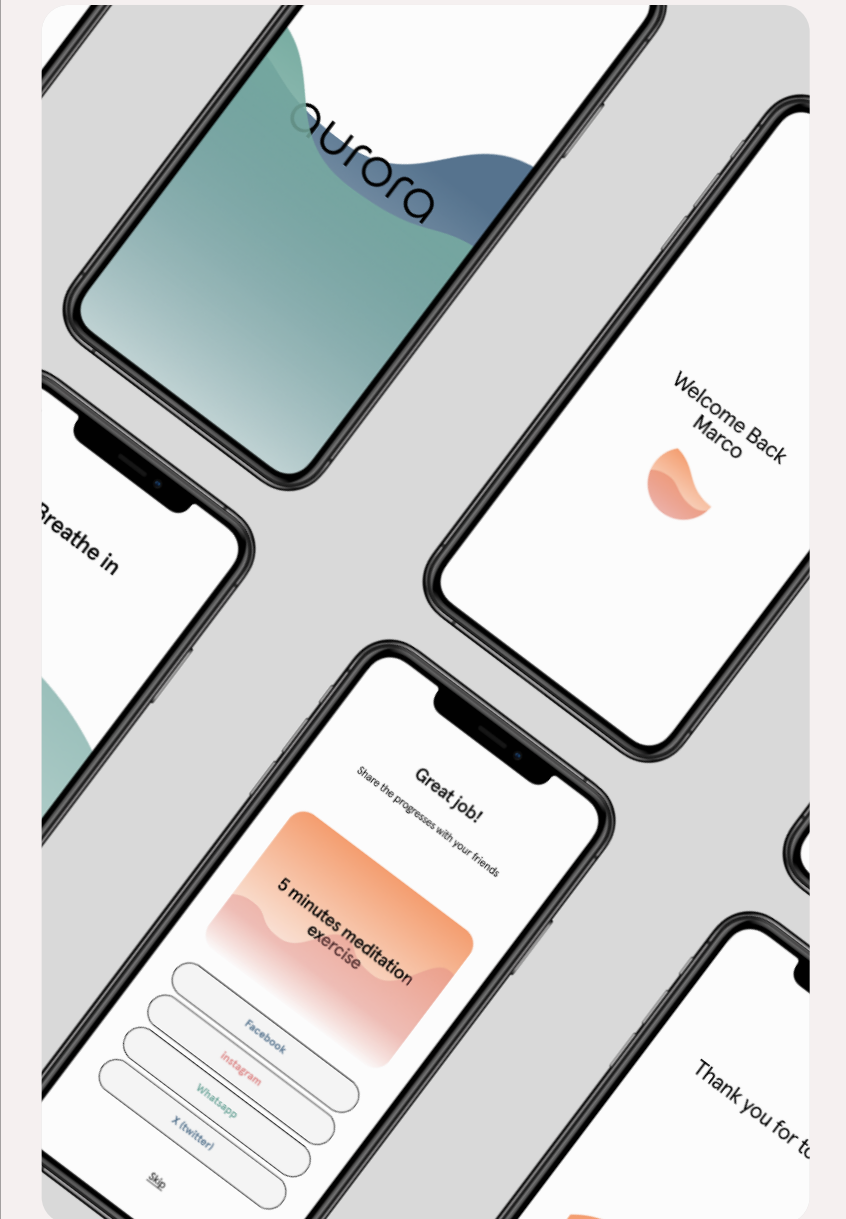 aurora
Welcome Back
Marco
Breathe in
Great job!
Share the progresses with your friends
5 minutes meditation
exercise
Facebook
Instagram
Whatsapp
X (twitter)
Skip
Thank you for